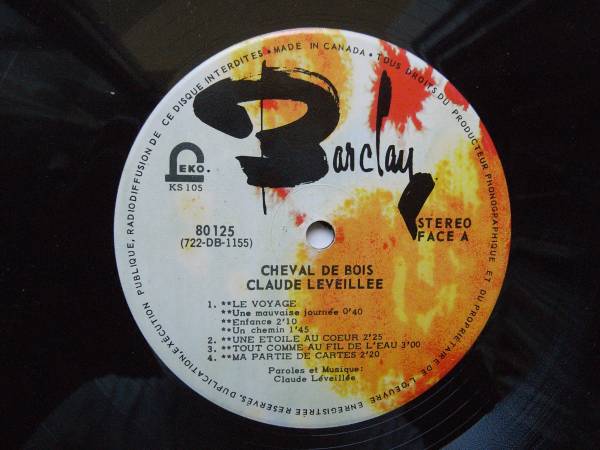 EXÉCUTION PUBLIQUE, RADIODIFFUSION DE CE DISQUE INTERDITES • MADE IN CANADA • TOUS DROITS DU PRODUCTEUR PHONOGRAPHIQUE ET DU PROPRIETAIRE DE L'OEUVRE ENREGISTREE RESERVES, DUPLICATION,
Barclay
EKO.
KS 105
80125
(722-DB-1155)
STEREO
FACE A
CHEVAL DE BOIS
CLAUDE LEVEILLEE
1. **LE VOYAGE
**Une mauvaise journée 0'40
**Enfance 2'10
**Un chemin 1'45
2. **UNE ETOILE AU COEUR 2'25
3. **TOUT COMME AU FIL DE L'EAU 3'00
4. **MA PARTIE DE CARTES 2'20
Paroles et Musique:
Claude Léveillée